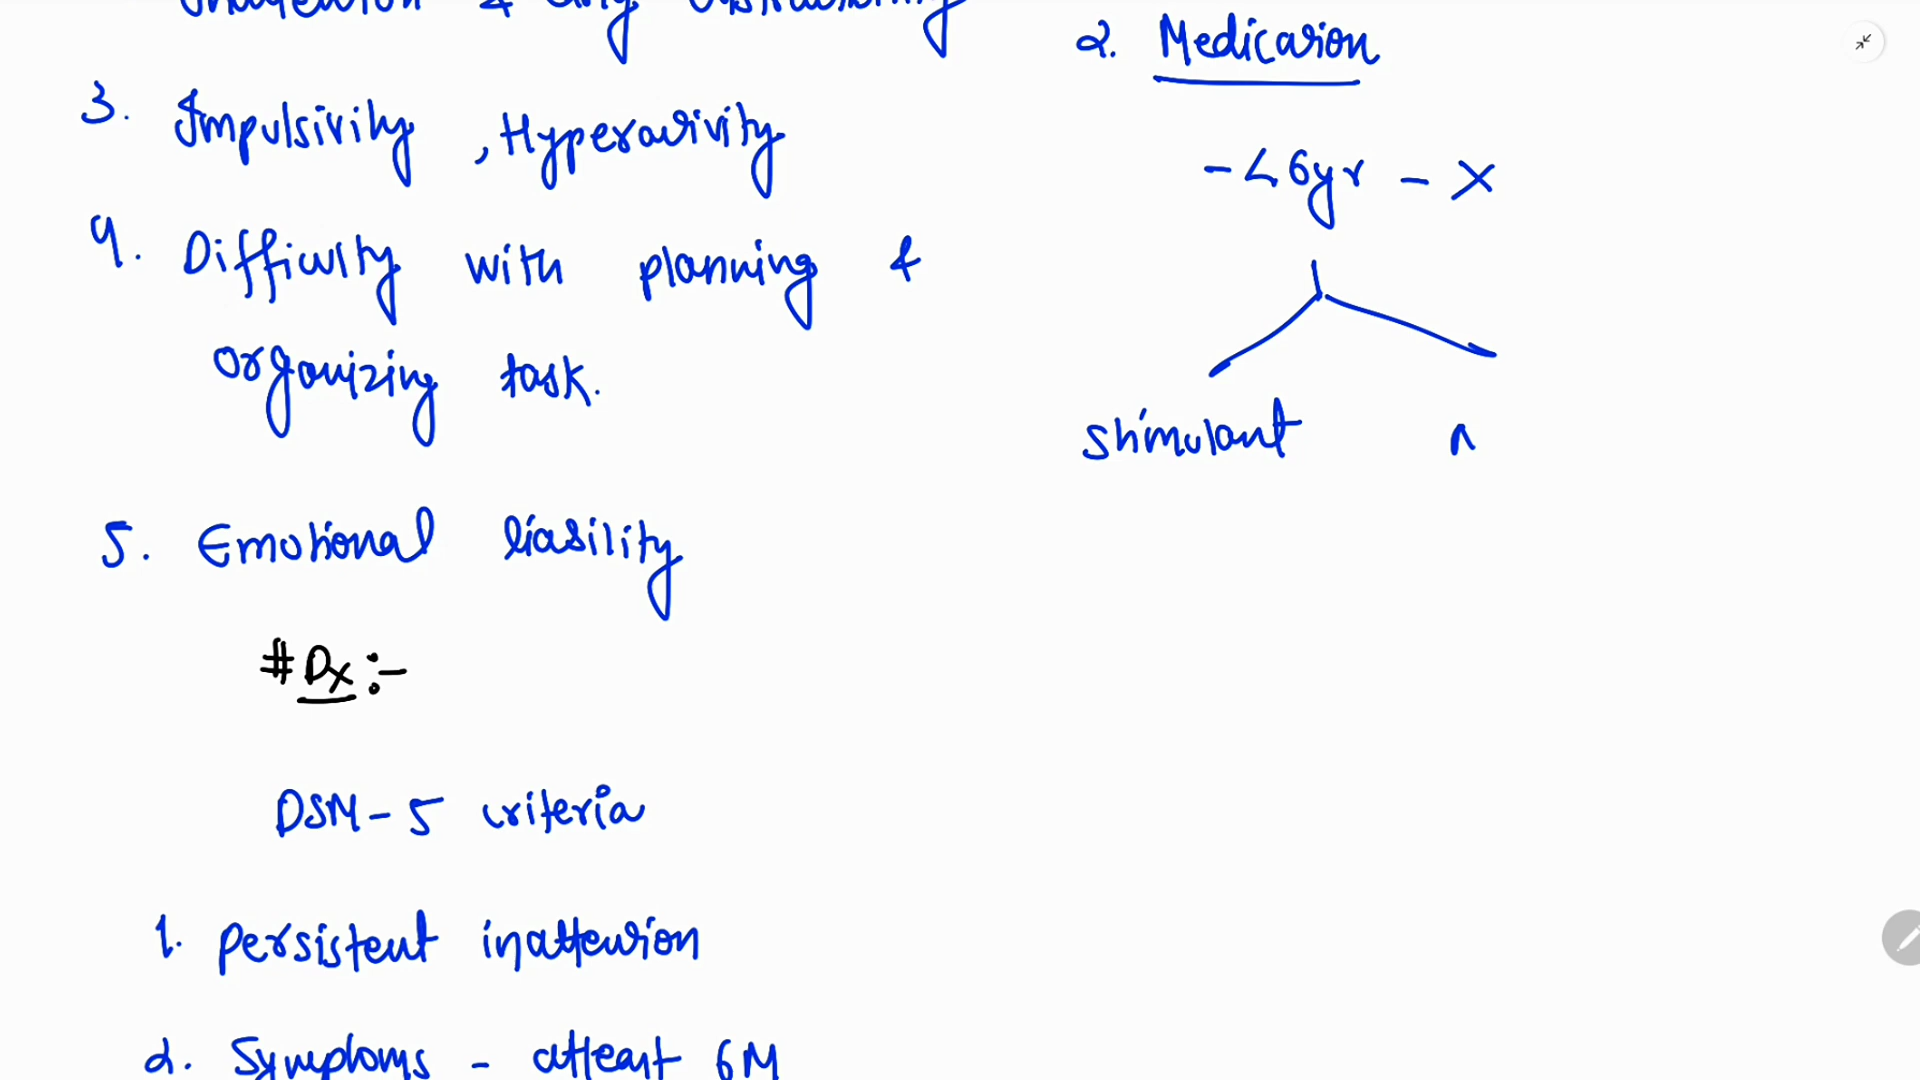 3. Impulsivity , Hyperactivity
4. Difficulty with planning &
organizing task.
5. Emotional liability
#Dx :-
DSM - 5 criteria
1. persistent inattention
2. Symptoms - atleast 6M
2. Medication
- < 6yr - X
stimulant n